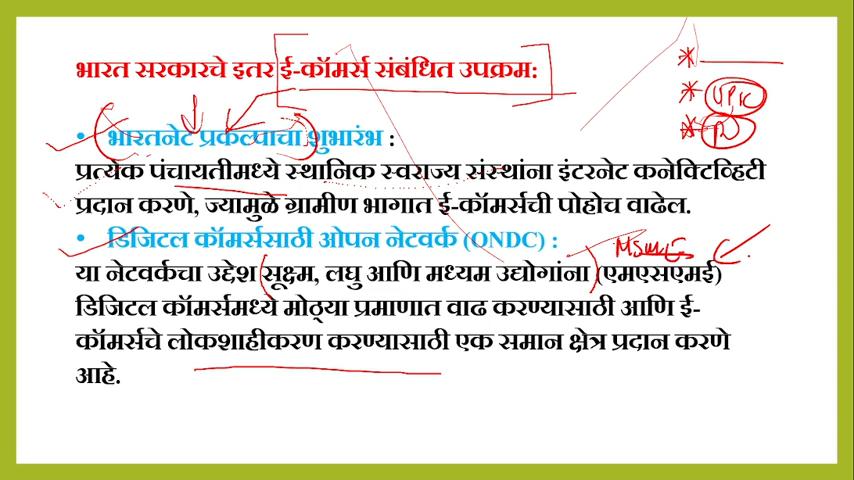 भारत सरकारचे इतर ई-कॉमर्स संबंधित उपक्रम:
• भारतनेट प्रकल्पाचा शुभारंभ :
प्रत्येक पंचायतीमध्ये स्थानिक स्वराज्य संस्थांना इंटरनेट कनेक्टिव्हिटी
प्रदान करणे, ज्यामुळे ग्रामीण भागात ई-कॉमर्सची पोहोच वाढेल.
• डिजिटल कॉमर्ससाठी ओपन नेटवर्क (ONDC) :
MSMEs
या नेटवर्कचा उद्देश सूक्ष्म, लघु आणि मध्यम उद्योगांना (एमएसएमई)
डिजिटल कॉमर्समध्ये मोठ्या प्रमाणात वाढ करण्यासाठी आणि ई-
कॉमर्सचे लोकशाहीकरण करण्यासाठी एक समान क्षेत्र प्रदान करणे
आहे.